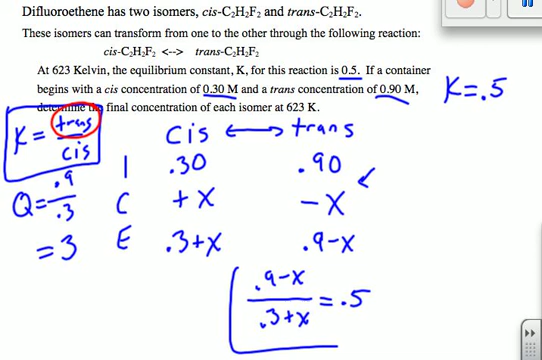 Difluoroethene has two isomers, cis-C₂H₂F₂ and trans-C₂H₂F₂.
These isomers can transform from one to the other through the following reaction:
cis-C₂H₂F₂ <--> trans-C₂H₂F₂
At 623 Kelvin, the equilibrium constant, K, for this reaction is 0.5. If a container
begins with a cis concentration of 0.30 M and a trans concentration of 0.90 M,
determine the final concentration of each isomer at 623 K.
K=.5
K = trans/cis
cis <--> trans
I .30 .90
Q=.9/.3 C +x -x
=3 E .3+x .9-x
.9-x/.3+x = .5